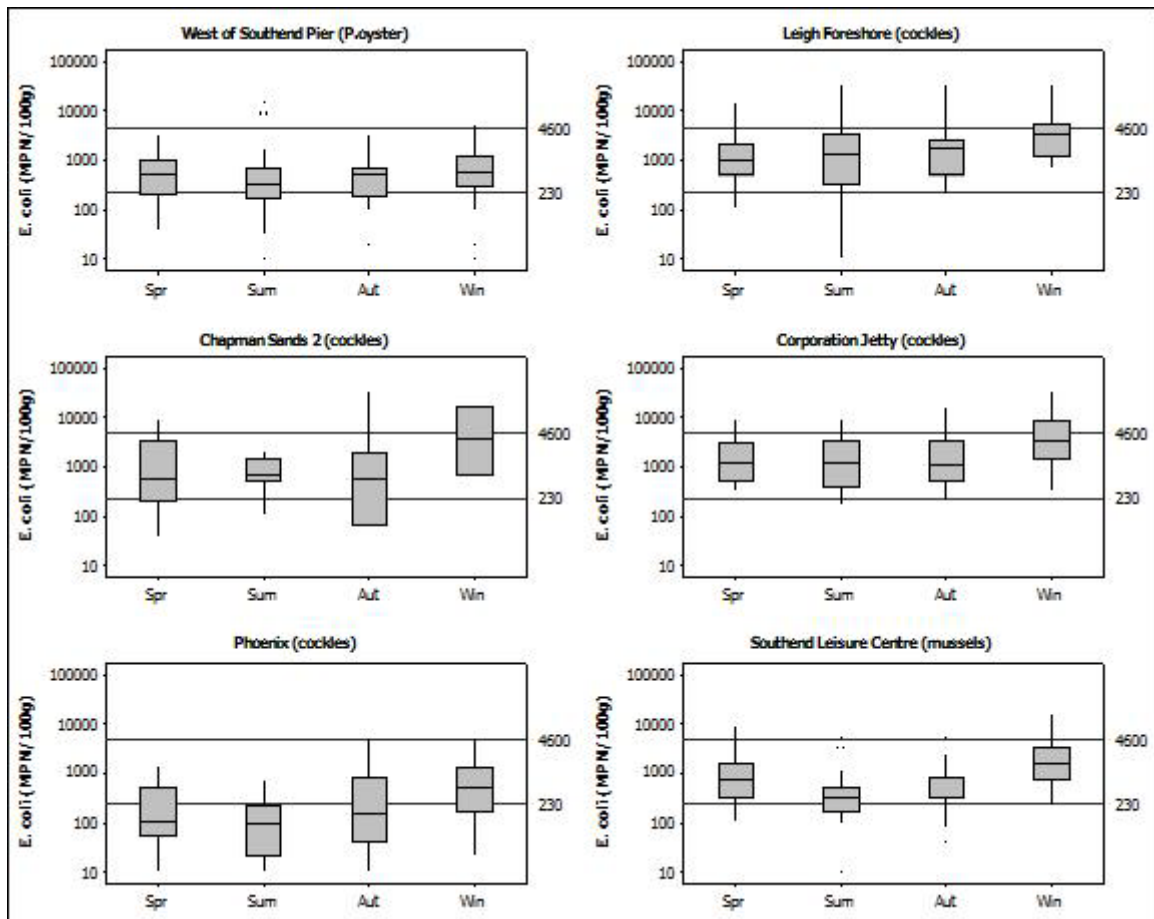 West of Southend Pier (P.oyster)
E. coli (MPN/100g)
100000
10000
1000
100
10
4600
230
Spr Sum Aut Win
Leigh Foreshore (cockles)
E. coli (MPN/100g)
100000
10000
1000
100
10
4600
230
Spr Sum Aut Win
Chapman Sands 2 (cockles)
E. coli (MPN/100g)
100000
10000
1000
100
10
4600
230
Spr Sum Aut Win
Corporation Jetty (cockles)
E. coli (MPN/100g)
100000
10000
1000
100
10
4600
230
Spr Sum Aut Win
Phoenix (cockles)
E. coli (MPN/100g)
100000
10000
1000
100
10
4600
230
Spr Sum Aut Win
Southend Leisure Centre (mussels)
E. coli (MPN/100g)
100000
10000
1000
100
10
4600
230
Spr Sum Aut Win